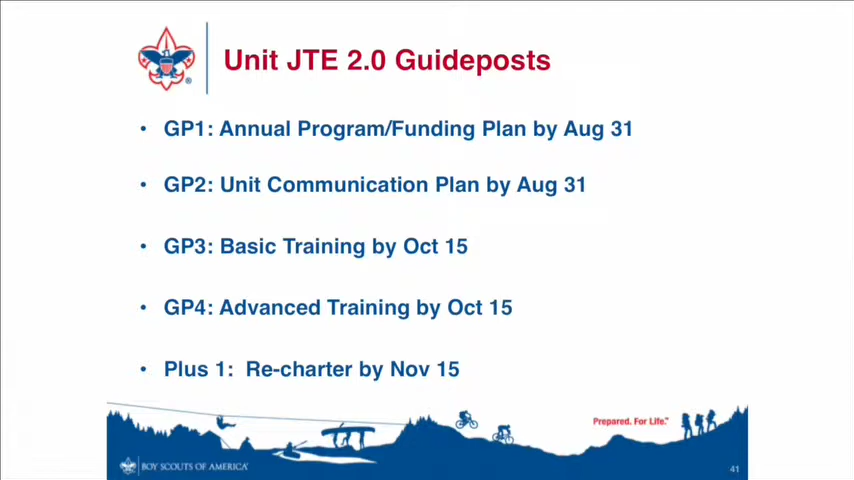 Unit JTE 2.0 Guideposts
• GP1: Annual Program/Funding Plan by Aug 31
• GP2: Unit Communication Plan by Aug 31
• GP3: Basic Training by Oct 15
• GP4: Advanced Training by Oct 15
• Plus 1: Re-charter by Nov 15
Prepared. For Life.™
BOY SCOUTS OF AMERICA®
41